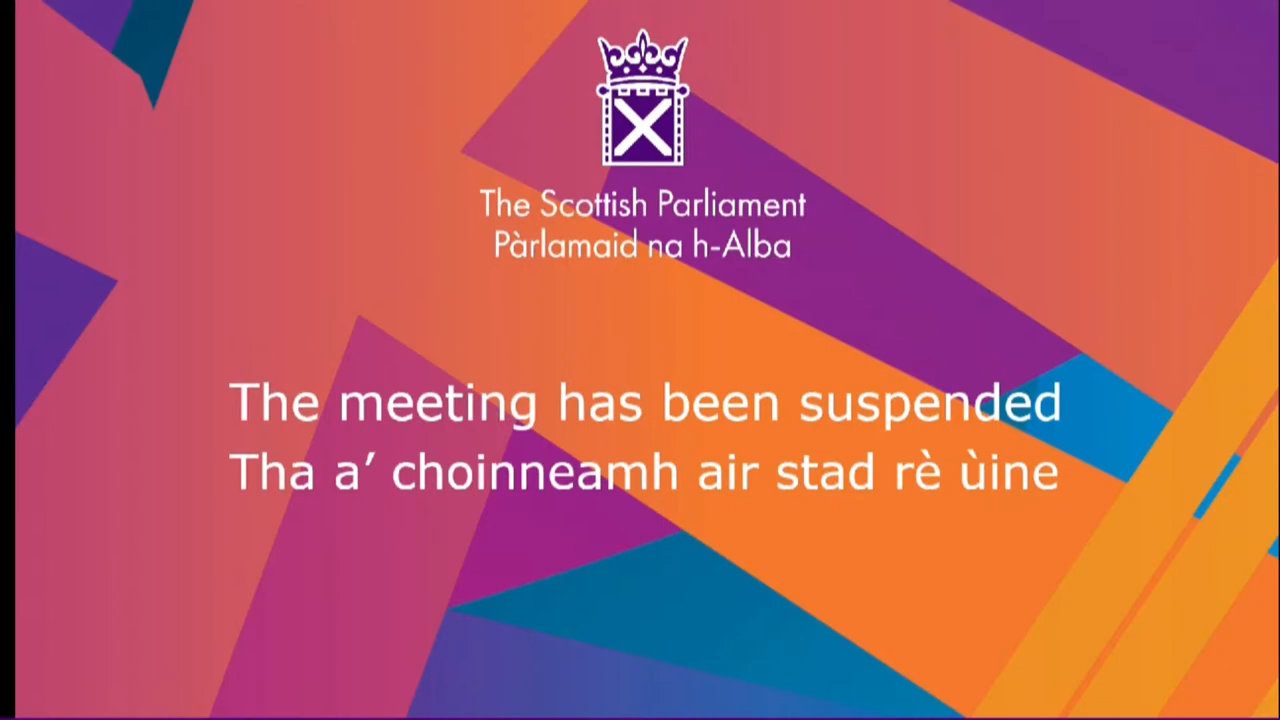 The Scottish Parliament
Pàrlamaid na h-Alba
The meeting has been suspended
Tha a’ choinneamh air stad rè ùine